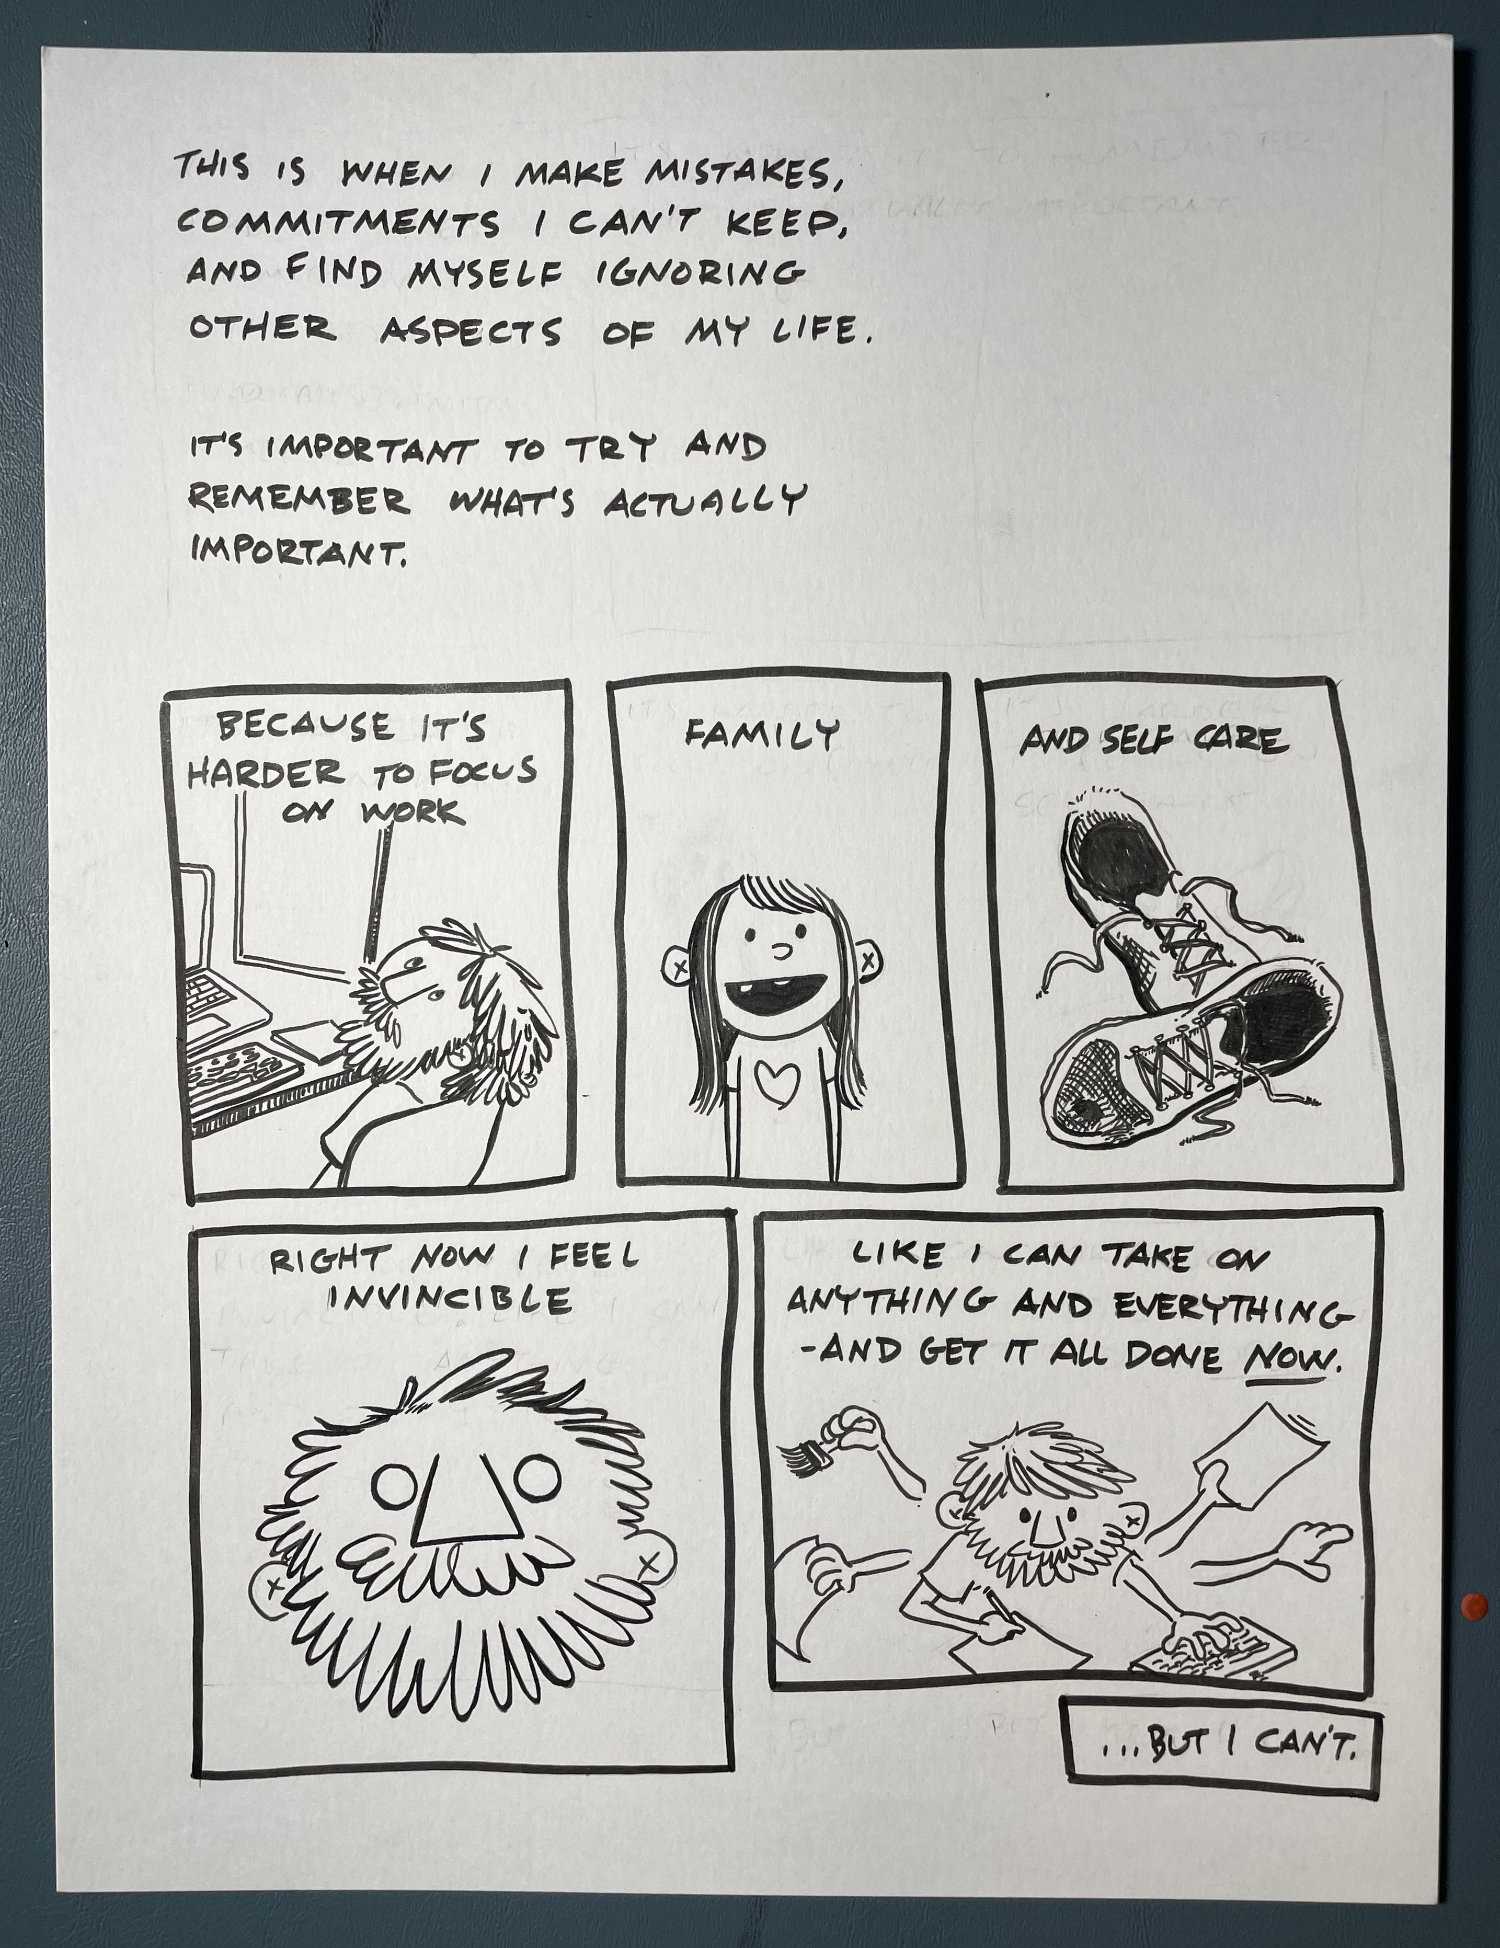 THIS IS WHEN I MAKE MISTAKES,
COMMITMENTS I CAN'T KEEP,
AND FIND MYSELF IGNORING
OTHER ASPECTS OF MY LIFE.
IT'S IMPORTANT TO TRY AND
REMEMBER WHAT'S ACTUALLY
IMPORTANT.
BECAUSE IT'S
HARDER TO FOCUS
ON WORK
FAMILY
AND SELF CARE
RIGHT NOW I FEEL
INVINCIBLE
LIKE I CAN TAKE ON
ANYTHING AND EVERYTHING
-AND GET IT ALL DONE NOW.
...BUT I CAN'T.